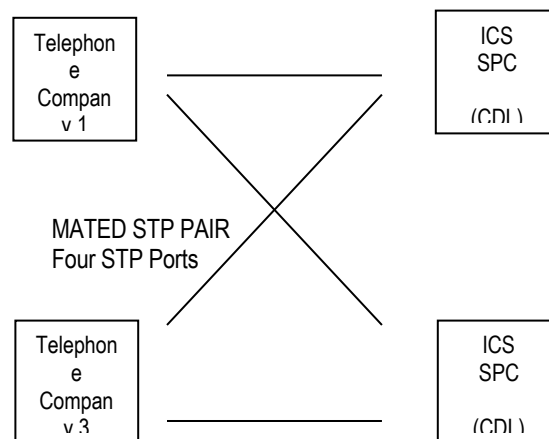 Telephon
e
Compan
y 1
ICS
SPC
(CDL)
MATED STP PAIR
Four STP Ports
Telephon
e
Compan
y 3
ICS
SPC
(CDL)